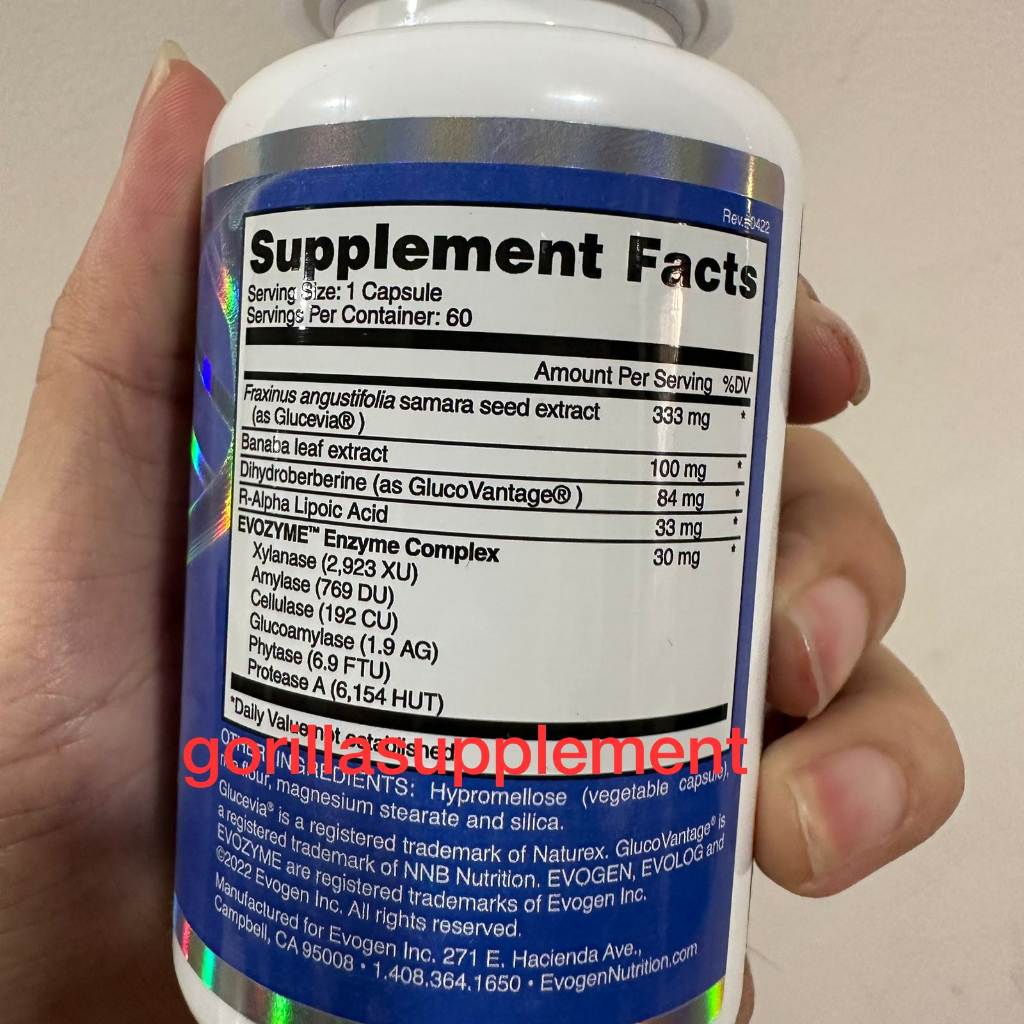 Rev. 0422
Supplement Facts
Serving Size: 1 Capsule
Servings Per Container: 60
Amount Per Serving %DV
Fraxinus angustifolia samara seed extract 333 mg *
(as Glucevia®)
Banaba leaf extract 100 mg *
Dihydroberberine (as GlucoVantage®) 84 mg *
R-Alpha Lipoic Acid 33 mg *
EVOZYME™ Enzyme Complex 30 mg *
Xylanase (2,923 XU)
Amylase (769 DU)
Cellulase (192 CU)
Glucoamylase (1.9 AG)
Phytase (6.9 FTU)
Protease A (6,154 HUT)
*Daily Value not established
gorillasupplement
OTHER INGREDIENTS: Hypromellose (vegetable capsule),
flour, magnesium stearate and silica.
Glucevia® is a registered trademark of Naturex. GlucoVantage® is
a registered trademark of NNB Nutrition. EVOGEN, EVOLOG and
EVOZYME are registered trademarks of Evogen Inc.
©2022 Evogen Inc. All rights reserved.
Manufactured for Evogen Inc. 271 E. Hacienda Ave.,
Campbell, CA 95008 • 1.408.364.1650 • EvogenNutrition.com